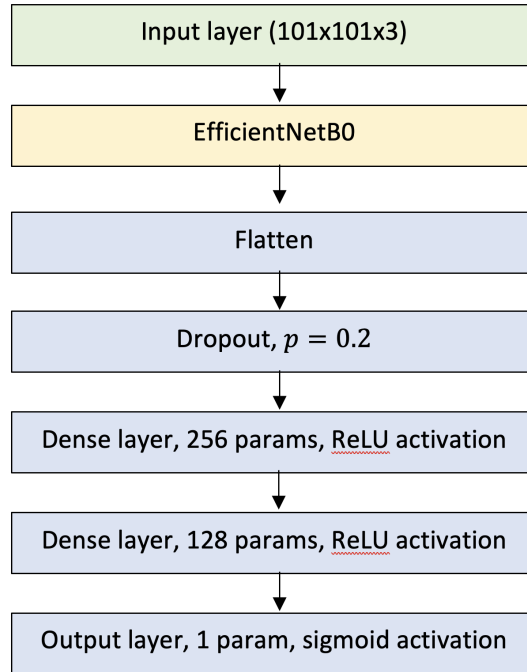 Input layer (101x101x3)
EfficientNetB0
Flatten
Dropout, p = 0.2
Dense layer, 256 params, ReLU activation
Dense layer, 128 params, ReLU activation
Output layer, 1 param, sigmoid activation